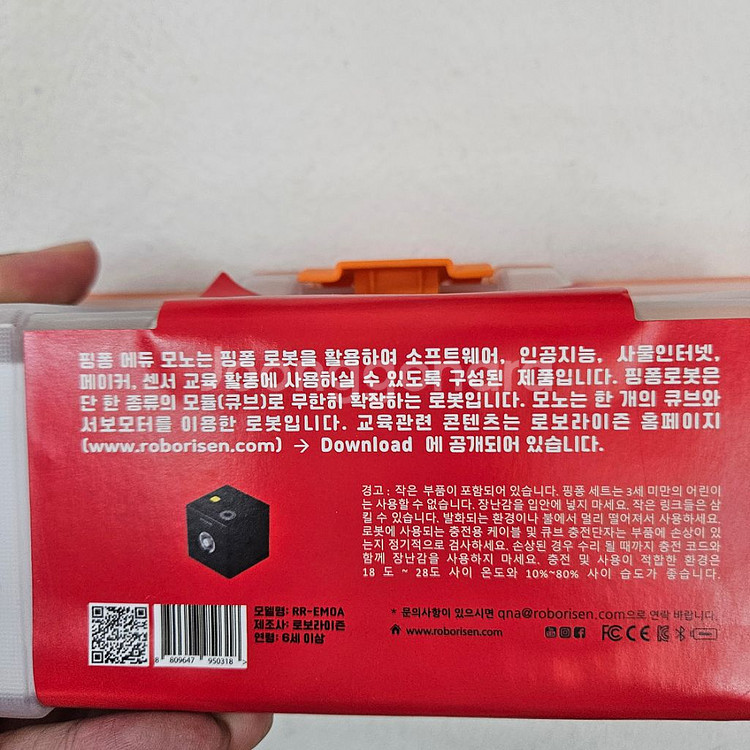 핑퐁 에듀 모노는 핑퐁 로봇을 활용하여 소프트웨어, 인공지능, 사물인터넷,
메이커, 센서 교육 활동에 사용하실 수 있도록 구성된 제품입니다. 핑퐁로봇은
단 한 종류의 모듈(큐브)로 무한히 확장하는 로봇입니다. 모노는 한 개의 큐브와
서보모터를 이용한 로봇입니다. 교육관련 콘텐츠는 로보라이즌 홈페이지
(www.roborisen.com) → Download 에 공개되어 있습니다.
경고 : 작은 부품이 포함되어 있습니다. 핑퐁 세트는 3세 미만의 어린이
는 사용할 수 없습니다. 장난감을 입안에 넣지 마세요. 작은 링크들은 삼
킬 수 있습니다. 발화되는 환경이나 불에서 멀리 떨어져서 사용하세요.
로봇에 사용되는 충전용 케이블 및 큐브 충전단자는 부품에 손상이 있
는지 정기적으로 검사하세요. 손상된 경우 수리 될 때까지 충전 코드와
함께 장난감을 사용하지 마세요. 충전 및 사용이 적합한 환경은
18 도 ~ 28도 사이 온도와 10%~80% 사이 습도가 좋습니다.
모델명: RR-EM0A
제조사: 로보라이즌
연령: 6세 이상
* 문의사항이 있으시면 qna@roborisen.com으로 연락 바랍니다.
www.roborisen.com
FC CE
8 809647 950318 >